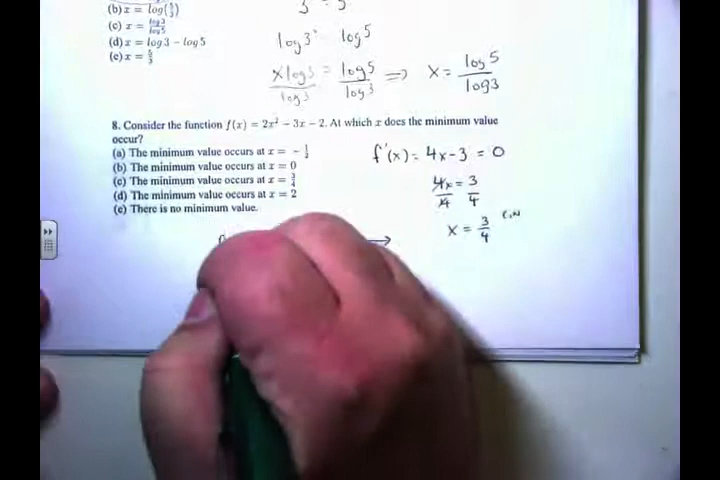 (b) x = log(5/3)
(c) x = log 3/log 5
(d) x = log 3 − log 5
(e) x = 5/3
log 3ˣ log 5
x log 3 / log 3 = log 5 / log 3 ⇒ x = log 5 / log 3
8. Consider the function f(x) = 2x² − 3x − 2. At which x does the minimum value
occur?
(a) The minimum value occurs at x = −1/2
(b) The minimum value occurs at x = 0
(c) The minimum value occurs at x = 3/4
(d) The minimum value occurs at x = 2
(e) There is no minimum value.
f'(x) = 4x − 3 = 0
4x/4 = 3/4
x = 3/4